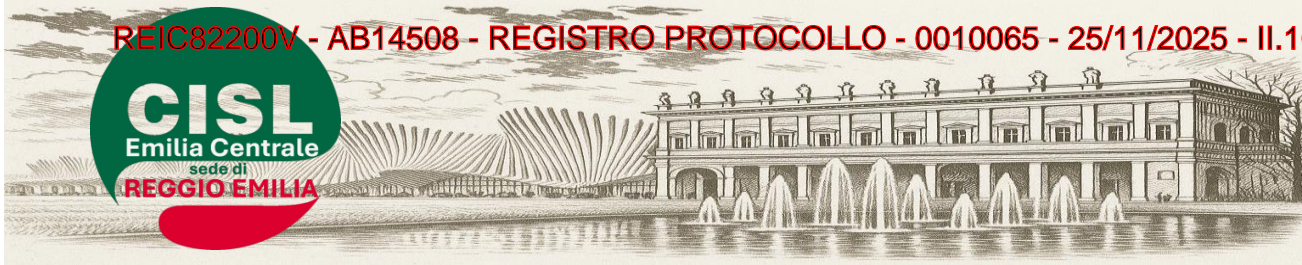 REIC82200V - AB14508 - REGISTRO PROTOCOLLO - 0010065 - 25/11/2025 - II.1
CISL
Emilia Centrale
sede di
REGGIO EMILIA